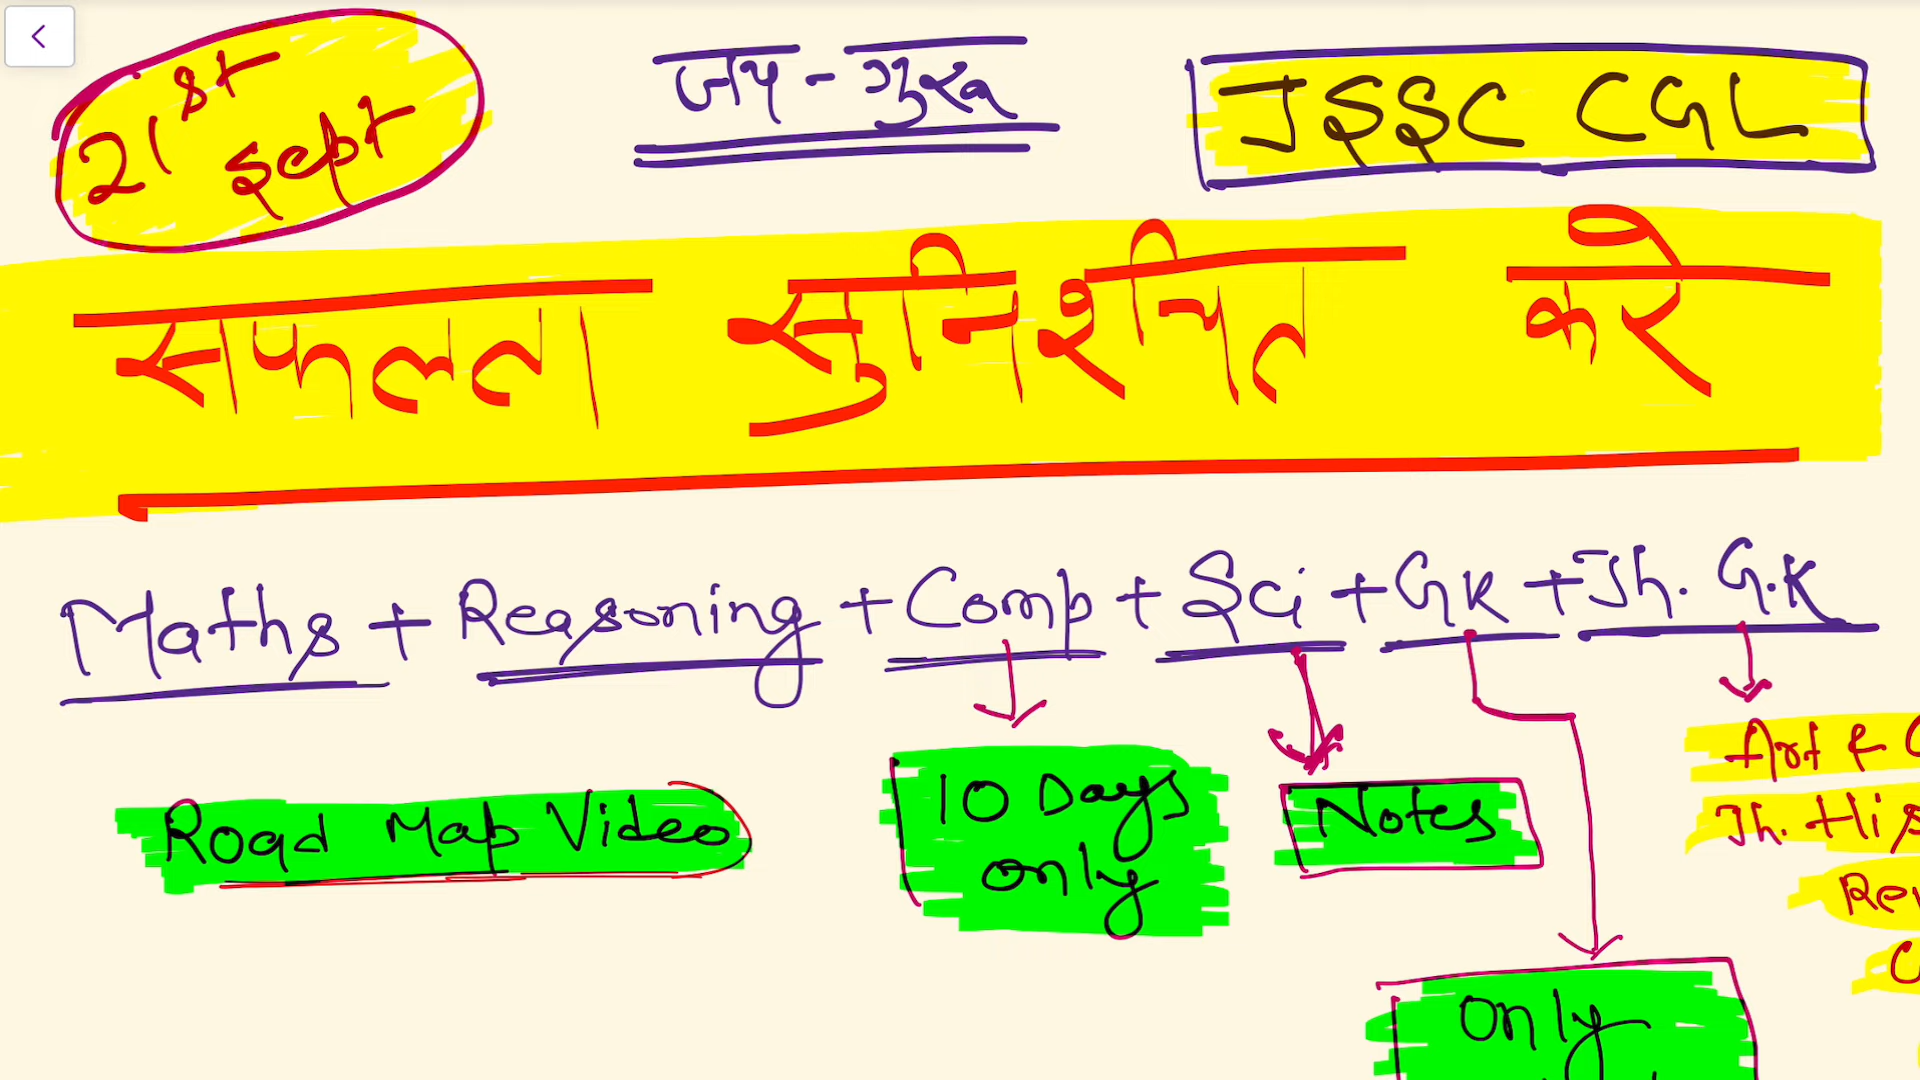 21st sept
जय - गुरू
JSSC CGL
सफलता सुनिश्चित करे
Maths + Reasoning + Comp + Sci + GK + Jh. G.K
Road Map Video
10 Days
only
Notes
Art &
Jh. His
Rev
only